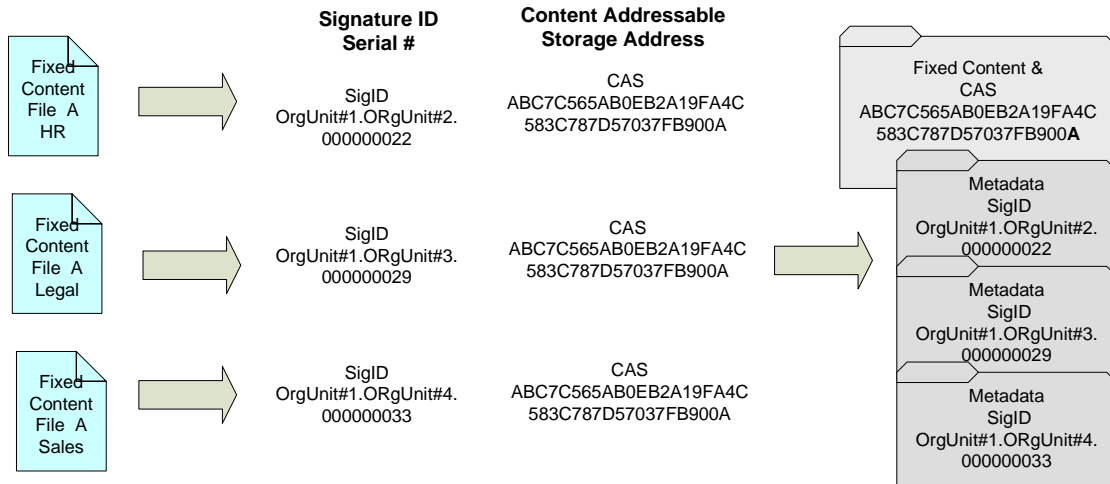 Signature ID
Serial #
Content Addressable
Storage Address
Fixed
Content
File A
HR
SigID
OrgUnit#1.ORgUnit#2.
000000022
CAS
ABC7C565AB0EB2A19FA4C
583C787D57037FB900A
Fixed Content &
CAS
ABC7C565AB0EB2A19FA4C
583C787D57037FB900A
Fixed
Content
File A
Legal
SigID
OrgUnit#1.ORgUnit#3.
000000029
CAS
ABC7C565AB0EB2A19FA4C
583C787D57037FB900A
Metadata
SigID
OrgUnit#1.ORgUnit#2.
000000022
Metadata
SigID
OrgUnit#1.ORgUnit#3.
000000029
Fixed
Content
File A
Sales
SigID
OrgUnit#1.ORgUnit#4.
000000033
CAS
ABC7C565AB0EB2A19FA4C
583C787D57037FB900A
Metadata
SigID
OrgUnit#1.ORgUnit#4.
000000033